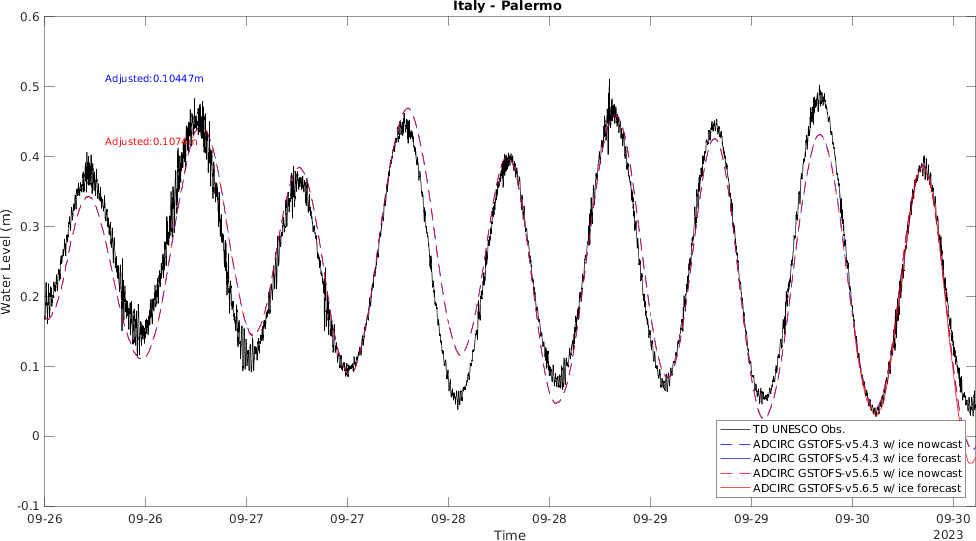 Italy - Palermo
0.6
0.5
0.4
0.3
0.2
0.1
0
-0.1
Water Level (m)
Adjusted:0.10447m
TD UNESCO Obs.
ADCIRC GSTOFS-v5.4.3 w/ ice nowcast
ADCIRC GSTOFS-v5.4.3 w/ ice forecast
ADCIRC GSTOFS-v5.6.5 w/ ice nowcast
ADCIRC GSTOFS-v5.6.5 w/ ice forecast
09-26 09-26 09-27 09-27 09-28 09-28 09-29 09-29 09-30 09-30
Time
2023